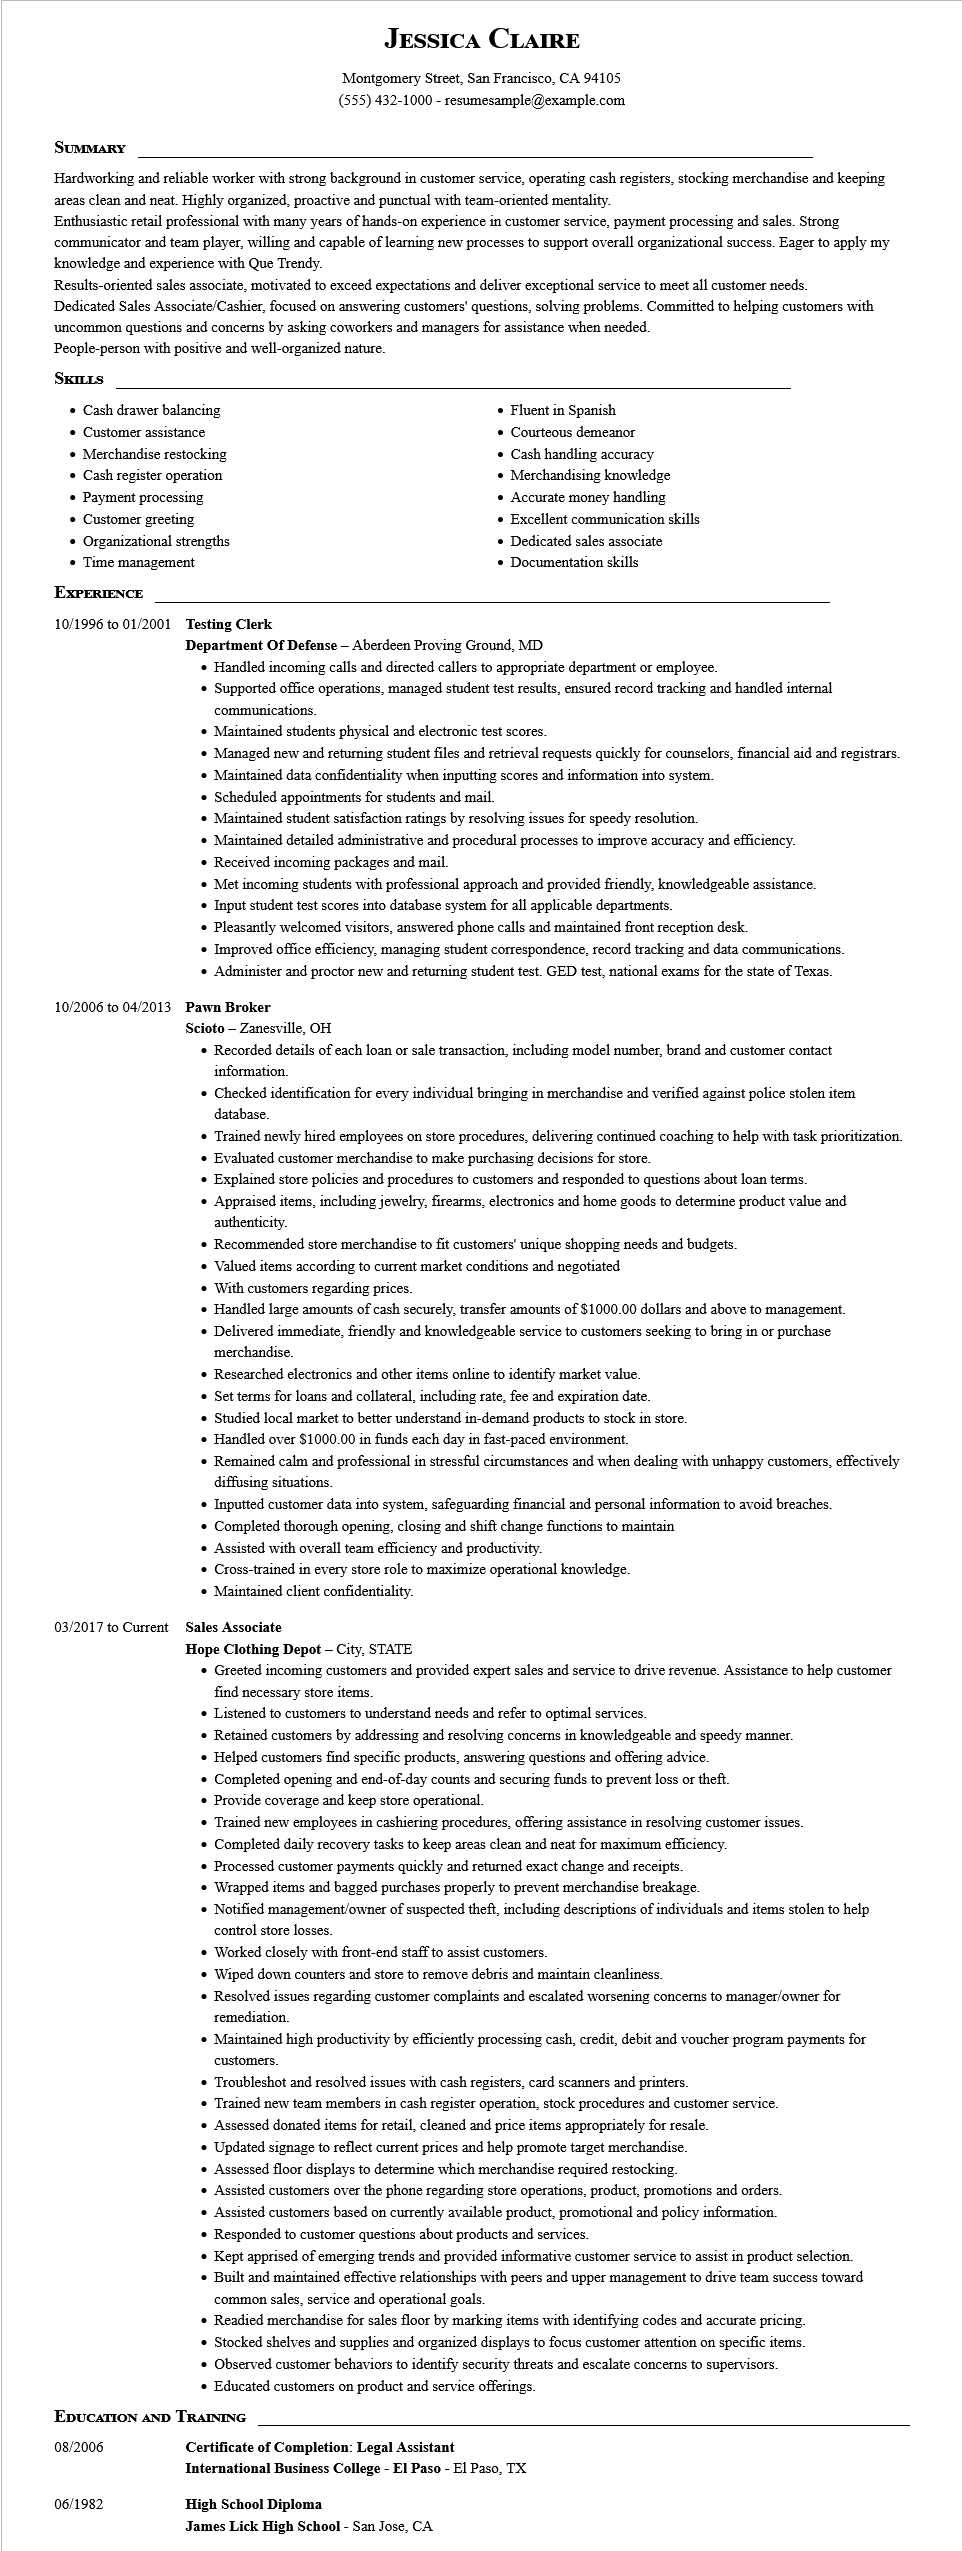 Jessica Claire
Montgomery Street, San Francisco, CA 94105
(555) 432-1000 - resumesample@example.com
Summary
Hardworking and reliable worker with strong background in customer service, operating cash registers, stocking merchandise and keeping
areas clean and neat. Highly organized, proactive and punctual with team-oriented mentality.
Enthusiastic retail professional with many years of hands-on experience in customer service, payment processing and sales. Strong
communicator and team player, willing and capable of learning new processes to support overall organizational success. Eager to apply my
knowledge and experience with Que Trendy.
Results-oriented sales associate, motivated to exceed expectations and deliver exceptional service to meet all customer needs.
Dedicated Sales Associate/Cashier, focused on answering customers' questions, solving problems. Committed to helping customers with
uncommon questions and concerns by asking coworkers and managers for assistance when needed.
People-person with positive and well-organized nature.
Skills
• Cash drawer balancing
• Customer assistance
• Merchandise restocking
• Cash register operation
• Payment processing
• Customer greeting
• Organizational strengths
• Time management
• Fluent in Spanish
• Courteous demeanor
• Cash handling accuracy
• Merchandising knowledge
• Accurate money handling
• Excellent communication skills
• Dedicated sales associate
• Documentation skills
Experience
10/1996 to 01/2001 Testing Clerk
Department Of Defense – Aberdeen Proving Ground, MD
• Handled incoming calls and directed callers to appropriate department or employee.
• Supported office operations, managed student test results, ensured record tracking and handled internal
communications.
• Maintained students physical and electronic test scores.
• Managed new and returning student files and retrieval requests quickly for counselors, financial aid and registrars.
• Maintained data confidentiality when inputting scores and information into system.
• Scheduled appointments for students and mail.
• Maintained student satisfaction ratings by resolving issues for speedy resolution.
• Maintained detailed administrative and procedural processes to improve accuracy and efficiency.
• Received incoming packages and mail.
• Met incoming students with professional approach and provided friendly, knowledgeable assistance.
• Input student test scores into database system for all applicable departments.
• Pleasantly welcomed visitors, answered phone calls and maintained front reception desk.
• Improved office efficiency, managing student correspondence, record tracking and data communications.
• Administer and proctor new and returning student test. GED test, national exams for the state of Texas.
10/2006 to 04/2013 Pawn Broker
Scioto – Zanesville, OH
• Recorded details of each loan or sale transaction, including model number, brand and customer contact
information.
• Checked identification for every individual bringing in merchandise and verified against police stolen item
database.
• Trained newly hired employees on store procedures, delivering continued coaching to help with task prioritization.
• Evaluated customer merchandise to make purchasing decisions for store.
• Explained store policies and procedures to customers and responded to questions about loan terms.
• Appraised items, including jewelry, firearms, electronics and home goods to determine product value and
authenticity.
• Recommended store merchandise to fit customers' unique shopping needs and budgets.
• Valued items according to current market conditions and negotiated
• With customers regarding prices.
• Handled large amounts of cash securely, transfer amounts of $1000.00 dollars and above to management.
• Delivered immediate, friendly and knowledgeable service to customers seeking to bring in or purchase
merchandise.
• Researched electronics and other items online to identify market value.
• Set terms for loans and collateral, including rate, fee and expiration date.
• Studied local market to better understand in-demand products to stock in store.
• Handled over $1000.00 in funds each day in fast-paced environment.
• Remained calm and professional in stressful circumstances and when dealing with unhappy customers, effectively
diffusing situations.
• Inputted customer data into system, safeguarding financial and personal information to avoid breaches.
• Completed thorough opening, closing and shift change functions to maintain
• Assisted with overall team efficiency and productivity.
• Cross-trained in every store role to maximize operational knowledge.
• Maintained client confidentiality.
03/2017 to Current Sales Associate
Hope Clothing Depot – City, STATE
• Greeted incoming customers and provided expert sales and service to drive revenue. Assistance to help customer
find necessary store items.
• Listened to customers to understand needs and refer to optimal services.
• Retained customers by addressing and resolving concerns in knowledgeable and speedy manner.
• Helped customers find specific products, answering questions and offering advice.
• Completed opening and end-of-day counts and securing funds to prevent loss or theft.
• Provide coverage and keep store operational.
• Trained new employees in cashiering procedures, offering assistance in resolving customer issues.
• Completed daily recovery tasks to keep areas clean and neat for maximum efficiency.
• Processed customer payments quickly and returned exact change and receipts.
• Wrapped items and bagged purchases properly to prevent merchandise breakage.
• Notified management/owner of suspected theft, including descriptions of individuals and items stolen to help
control store losses.
• Worked closely with front-end staff to assist customers.
• Wiped down counters and store to remove debris and maintain cleanliness.
• Resolved issues regarding customer complaints and escalated worsening concerns to manager/owner for
remediation.
• Maintained high productivity by efficiently processing cash, credit, debit and voucher program payments for
customers.
• Troubleshot and resolved issues with cash registers, card scanners and printers.
• Trained new team members in cash register operation, stock procedures and customer service.
• Assessed donated items for retail, cleaned and price items appropriately for resale.
• Updated signage to reflect current prices and help promote target merchandise.
• Assessed floor displays to determine which merchandise required restocking.
• Assisted customers over the phone regarding store operations, product, promotions and orders.
• Assisted customers based on currently available product, promotional and policy information.
• Responded to customer questions about products and services.
• Kept apprised of emerging trends and provided informative customer service to assist in product selection.
• Built and maintained effective relationships with peers and upper management to drive team success toward
common sales, service and operational goals.
• Readied merchandise for sales floor by marking items with identifying codes and accurate pricing.
• Stocked shelves and supplies and organized displays to focus customer attention on specific items.
• Observed customer behaviors to identify security threats and escalate concerns to supervisors.
• Educated customers on product and service offerings.
Education and Training
08/2006 Certificate of Completion: Legal Assistant
International Business College - El Paso - El Paso, TX
06/1982 High School Diploma
James Lick High School - San Jose, CA